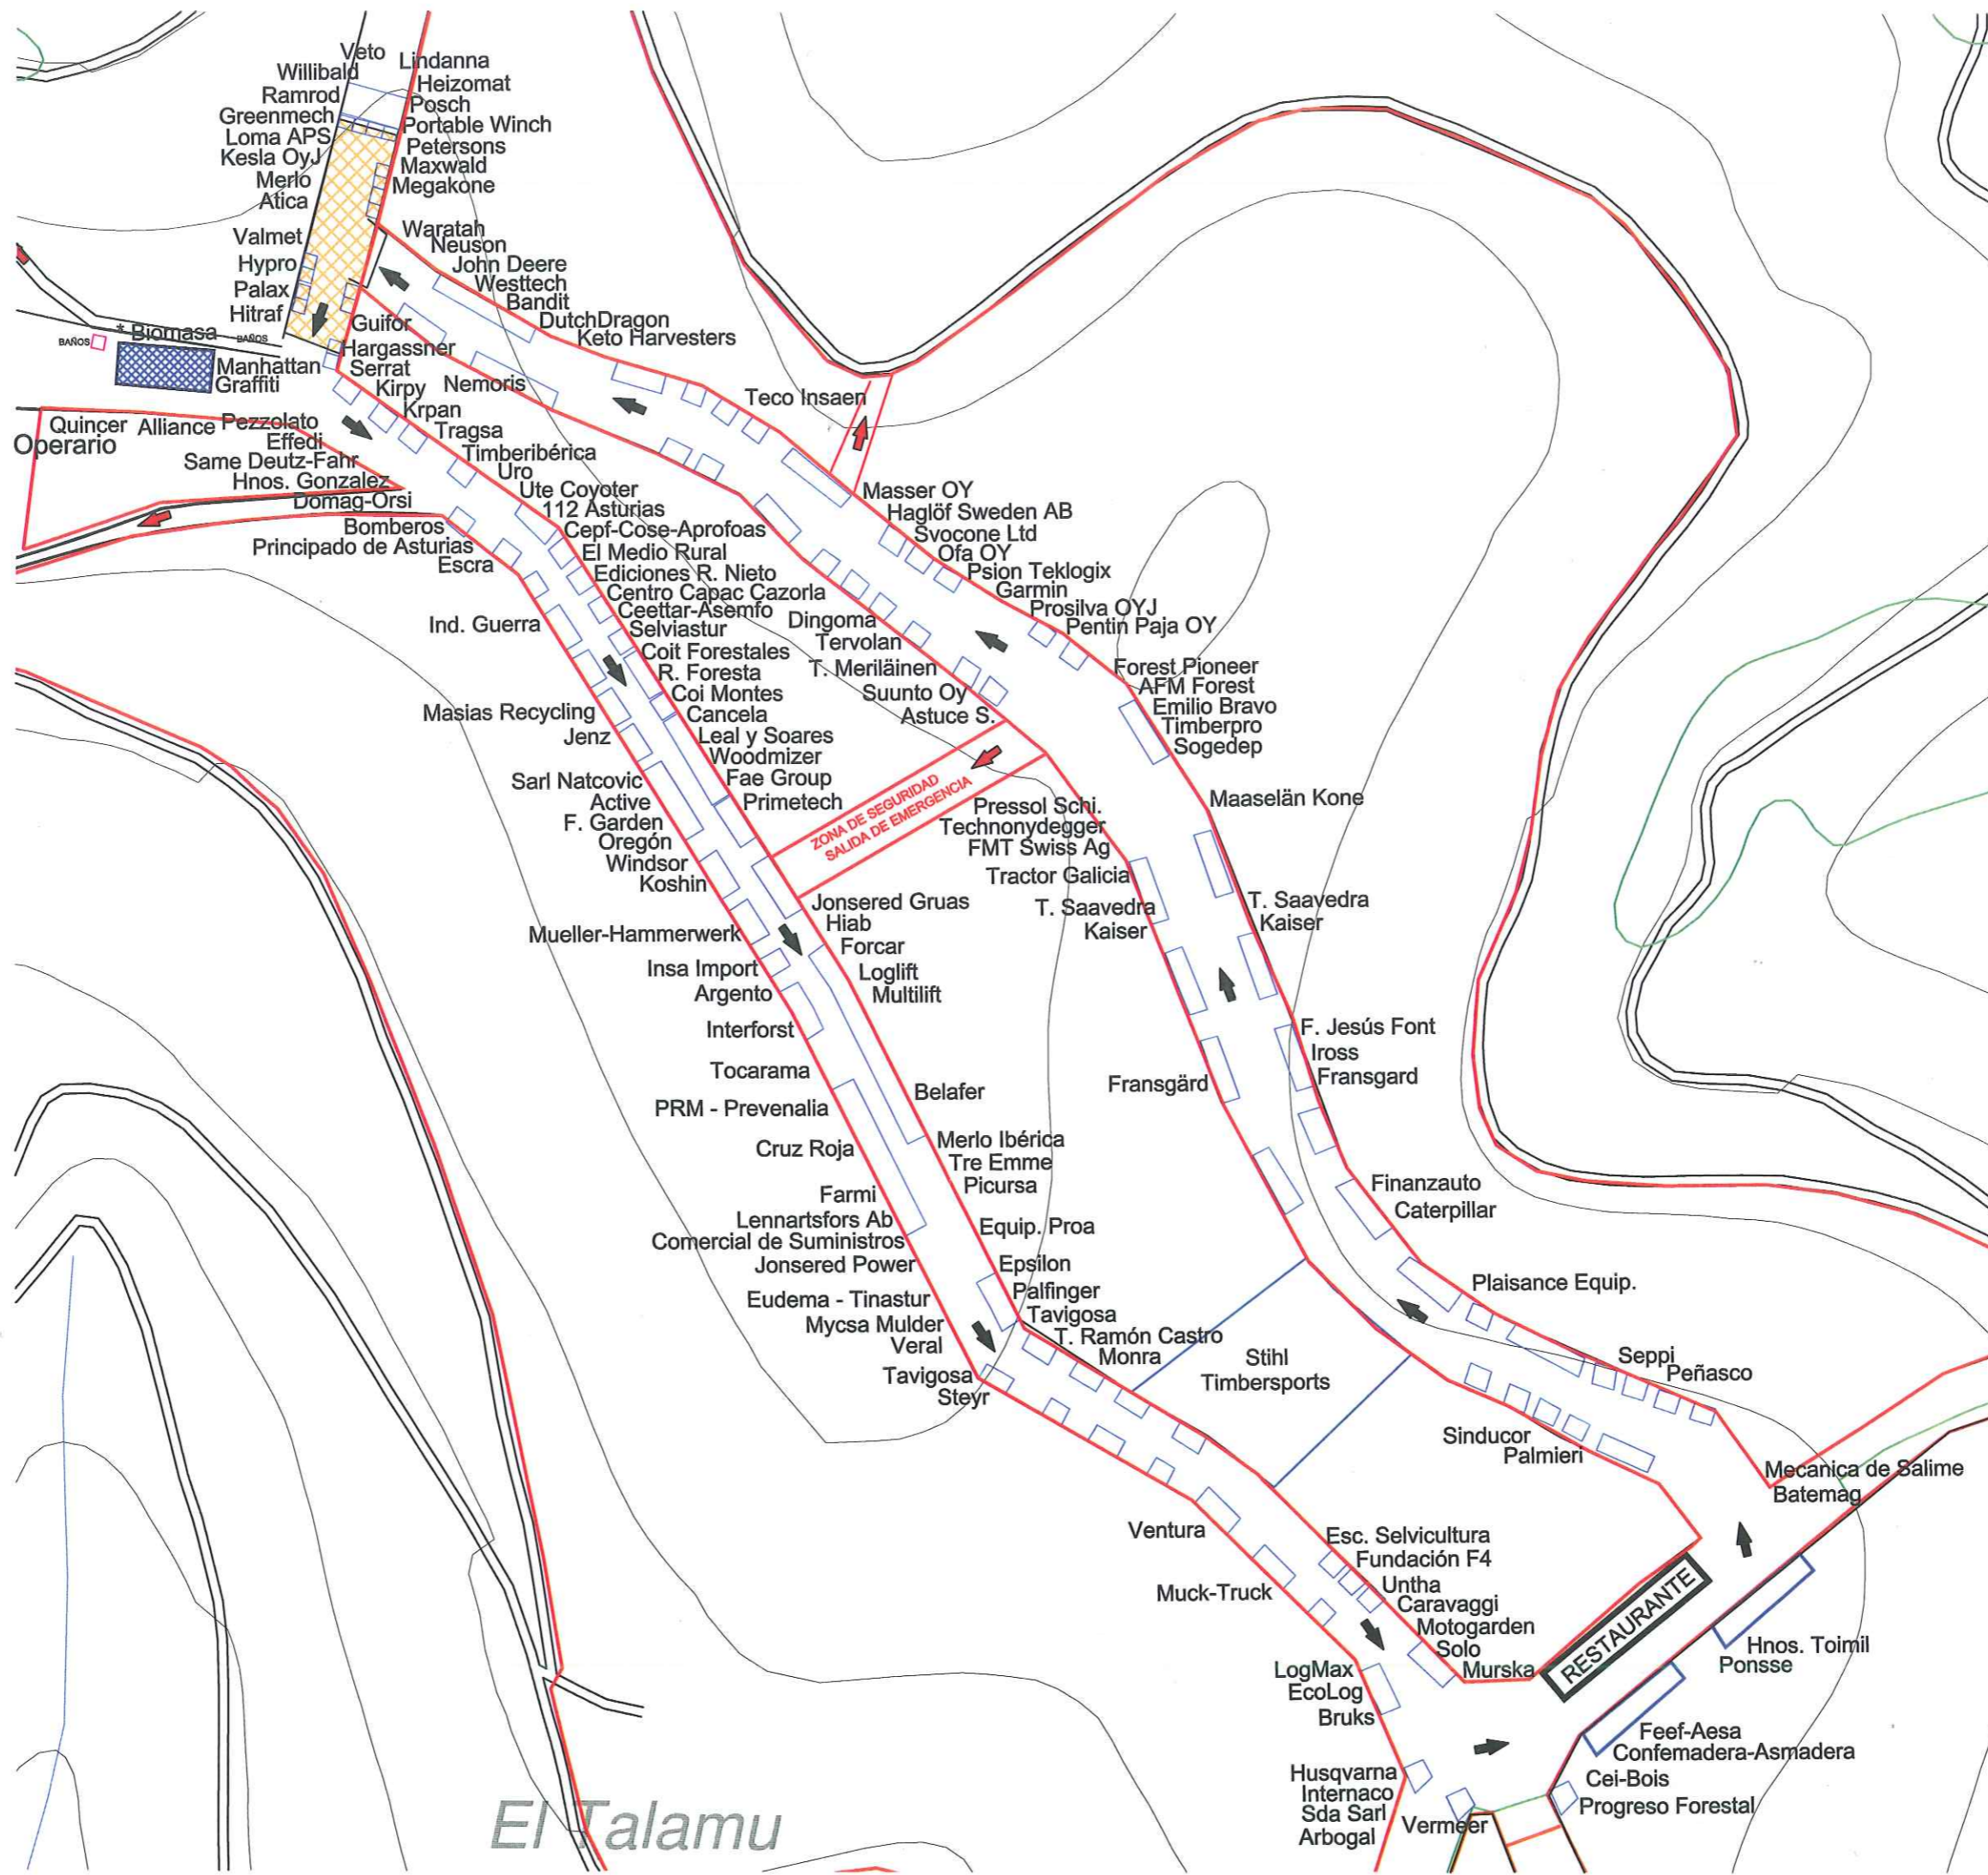 Veto
Willibald
Ramrod
Greenmech
Loma APS
Kesla OyJ
Merlo
Atica
Valmet
Hypro
Palax
Hitraf
Lindanna
Heizomat
Posch
Portable Winch
Petersons
Maxwald
Megakone
Waratah
Neuson
John Deere
Westtech
Bandit
DutchDragon
Keto Harvesters
Teco Insaen
BAÑOS
* Biomasa
BAÑOS
Manhattan
Graffiti
Guifor
Hargassner
Serrat
Kirpy
Nemoris
Krpan
Tragsa
Timberibérica
Uro
Ute Coyoter
112 Asturias
Cepf-Cose-Aprofoas
El Medio Rural
Ediciones R. Nieto
Centro Capac Cazorla
Ceettar-Asemfo
Selviastur
Coit Forestales
R. Foresta
Coi Montes
Cancela
Leal y Soares
Woodmizer
Fae Group
Primetech
Quincer
Alliance
Pezzolato
Operario
Effedi
Same Deutz-Fahr
Hnos. Gonzalez
Domag-Orsi
Bomberos
Principado de Asturias
Escra
Ind. Guerra
Masias Recycling
Jenz
Sarl Natcovic
Active
F. Garden
Oregón
Windsor
Koshin
Mueller-Hammerwerk
Insa Import
Argento
Interforst
Tocarama
PRM - Prevenalia
Cruz Roja
Farmi
Lennartsfors Ab
Comercial de Suministros
Jonsered Power
Eudema - Tinastur
Mycsa Mulder
Veral
Tavigosa
Steyr
Masser OY
Haglöf Sweden AB
Svocone Ltd
Ofa OY
Psion Teklogix
Garmin
Prosilva OYJ
Pentin Paja OY
Forest Pioneer
AFM Forest
Emilio Bravo
Timberpro
Sogedep
Maaselän Kone
Dingoma
Tervolan
T. Meriläinen
Suunto Oy
Astuce S.
ZONA DE SEGURIDAD
SALIDA DE EMERGENCIA
Pressol Schi.
Technonydegger
FMT Swiss Ag
Tractor Galicia
T. Saavedra
Kaiser
T. Saavedra
Kaiser
Jonsered Gruas
Hiab
Forcar
Loglift
Multilift
Belafer
Merlo Ibérica
Tre Emme
Picursa
Equip. Proa
Epsilon
Palfinger
Tavigosa
T. Ramón Castro
Monra
F. Jesús Font
Iross
Fransgard
Fransgärd
Finanzauto
Caterpillar
Plaisance Equip.
Seppi
Peñasco
Stihl
Timbersports
Sinducor
Palmieri
Mecanica de Salime
Batemag
Ventura
Muck-Truck
Esc. Selvicultura
Fundación F4
Untha
Caravaggi
Motogarden
Solo
Murska
RESTAURANTE
Hnos. Toimil
Ponsse
LogMax
EcoLog
Bruks
Feef-Aesa
Confemadera-Asmadera
Cei-Bois
Progreso Forestal
Husqvarna
Internaco
Sda Sarl
Arbogal
Vermeer
El Talamu